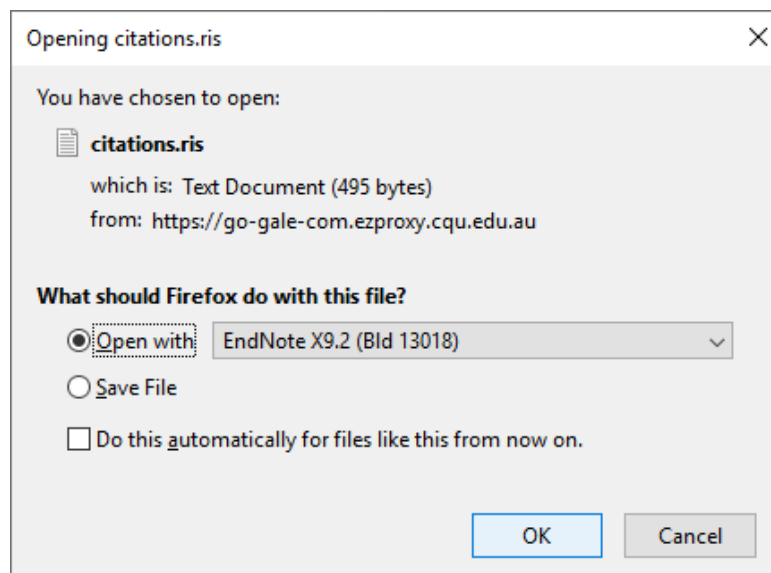 Opening citations.ris
You have chosen to open:
citations.ris
which is: Text Document (495 bytes)
from: https://go-gale-com.ezproxy.cqu.edu.au
What should Firefox do with this file?
Open with EndNote X9.2 (Bld 13018)
Save File
Do this automatically for files like this from now on.
OK Cancel